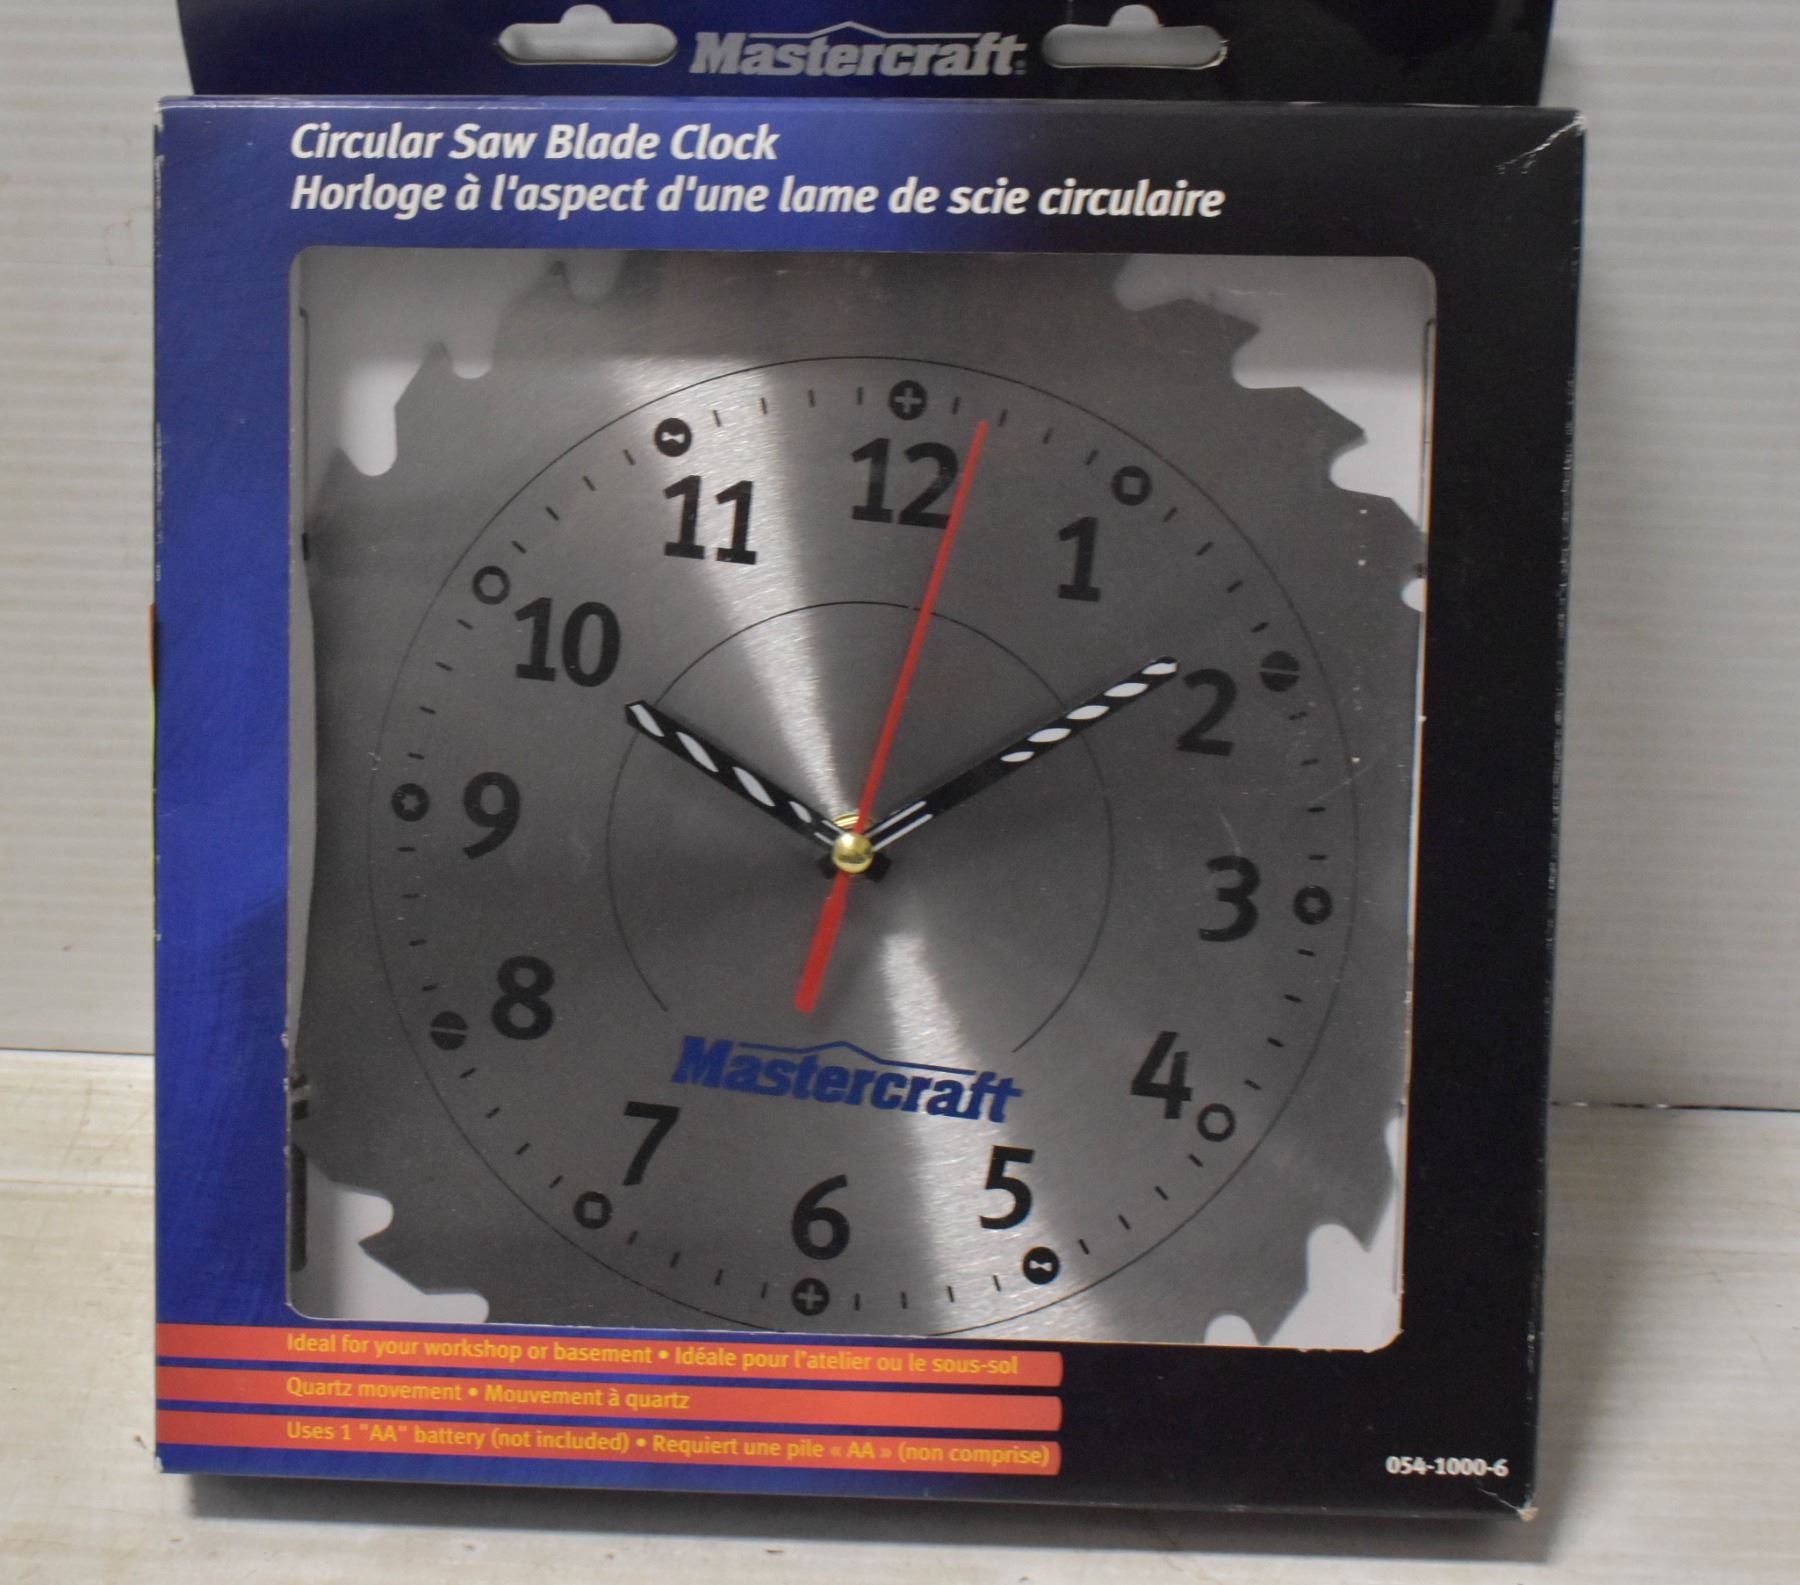 Mastercraft
Circular Saw Blade Clock
Horloge à l'aspect d'une lame de scie circulaire
12
11
1
10
2
9
3
8
4
Mastercraft
7
5
6
Ideal for your workshop or basement • Idéale pour l'atelier ou le sous-sol
Quartz movement • Mouvement à quartz
Uses 1 "AA" battery (not included) • Requiert une pile « AA » (non comprise)
054-1000-6